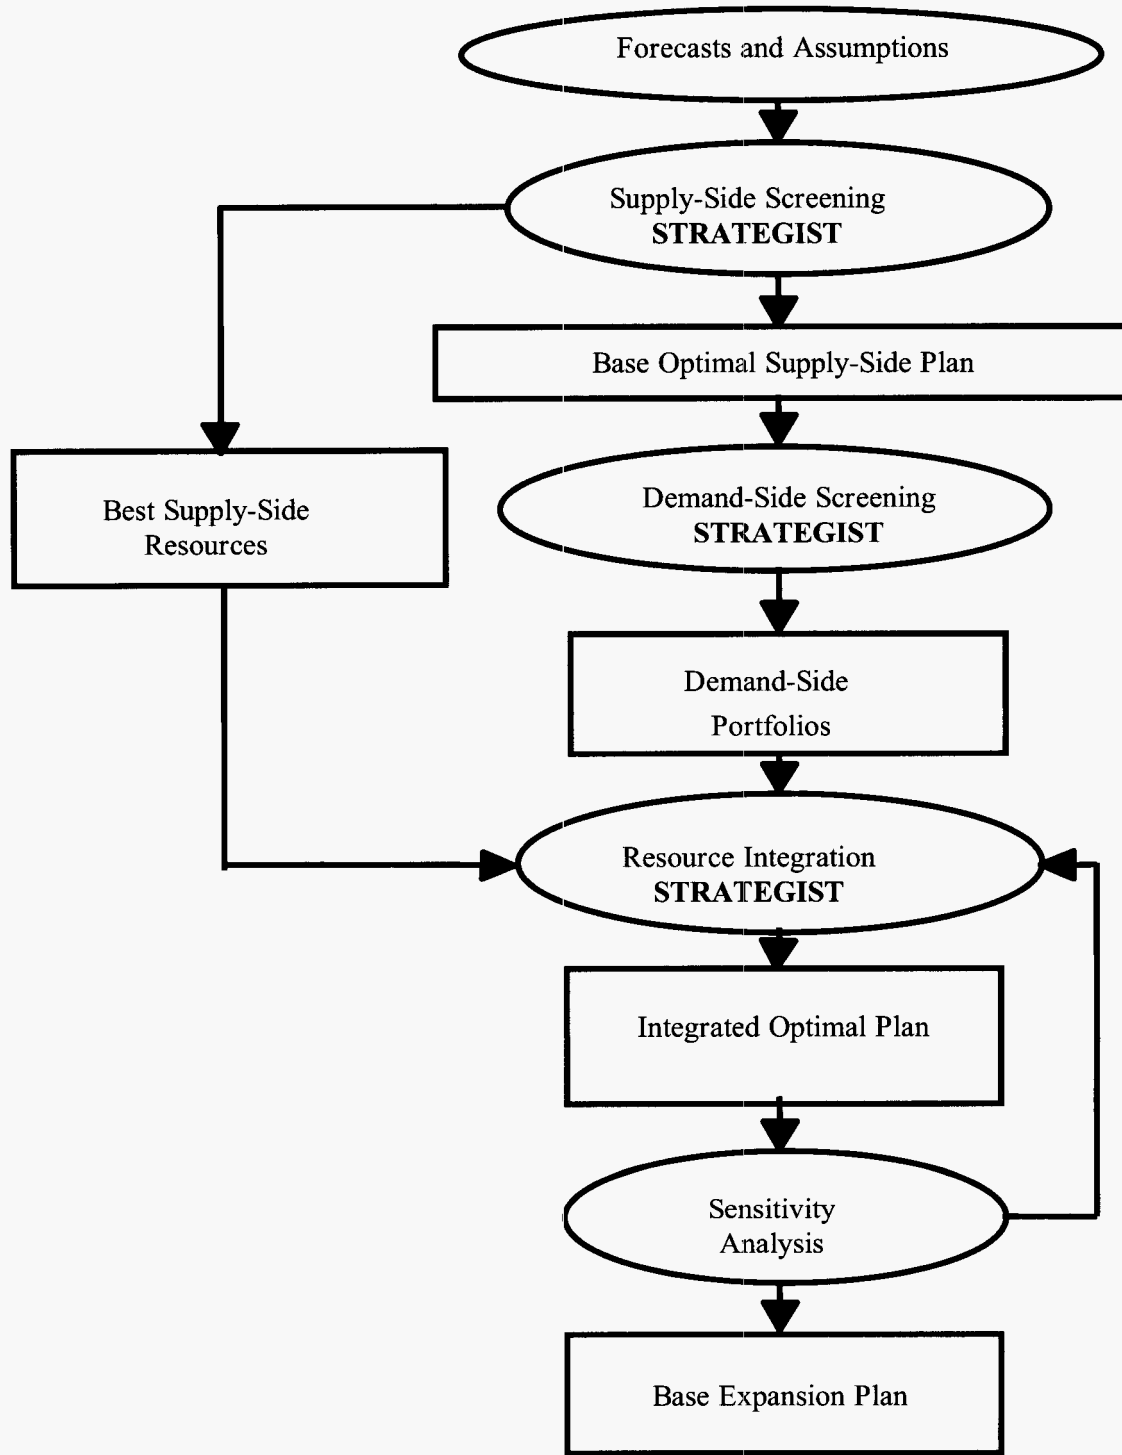 Forecasts and Assumptions
Supply-Side Screening
STRATEGIST
Base Optimal Supply-Side Plan
Best Supply-Side
Resources
Demand-Side Screening
STRATEGIST
Demand-Side
Portfolios
Resource Integration
STRATEGIST
Integrated Optimal Plan
Sensitivity
Analysis
Base Expansion Plan